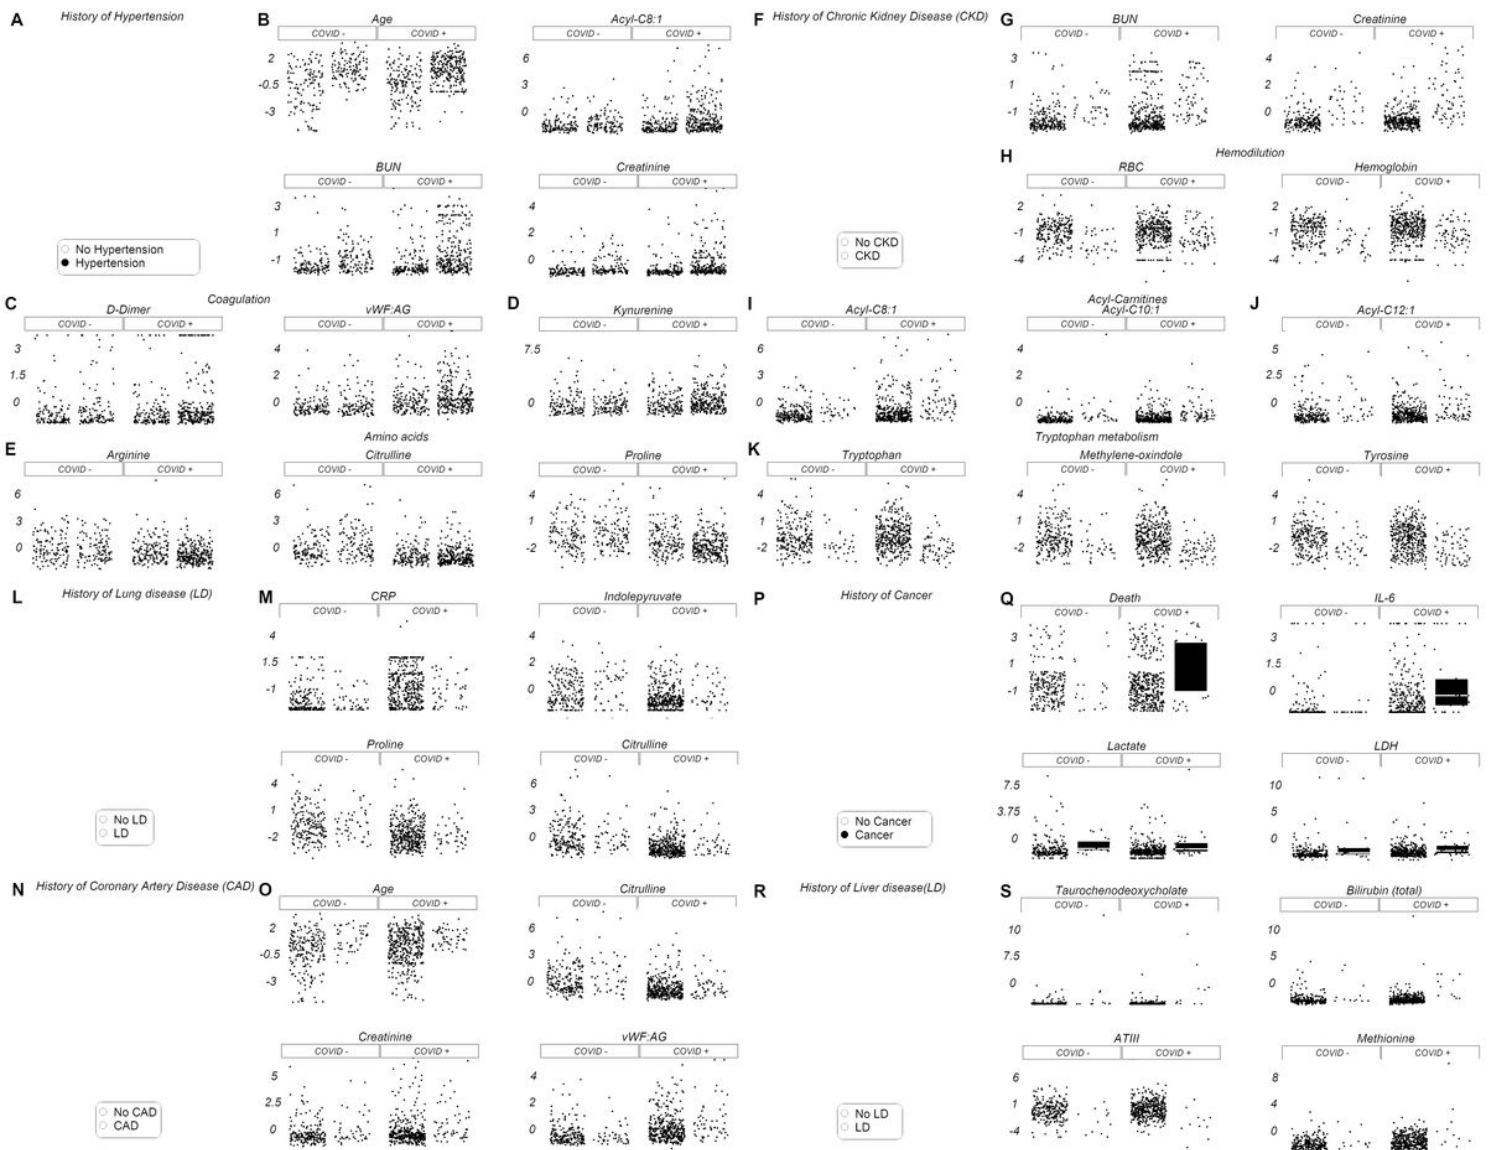 A
History of Hypertension
No Hypertension
Hypertension
B
Age
COVID -
COVID +
2
-0.5
-3
Acyl-C8:1
6
3
0
COVID -
COVID +
BUN
COVID -
COVID +
3
1
-1
Creatinine
COVID -
COVID +
4
2
0
C
Coagulation
D-Dimer
COVID -
COVID +
3
1.5
0
vWF:AG
COVID -
COVID +
4
2
0
D
Kynurenine
COVID -
COVID +
7.5
0
E
Amino acids
Arginine
COVID -
COVID +
6
3
0
Citrulline
COVID -
COVID +
6
3
0
Proline
COVID -
COVID +
4
1
-2
F
History of Chronic Kidney Disease (CKD)
No CKD
CKD
G
BUN
COVID -
COVID +
3
1
-1
Creatinine
COVID -
COVID +
4
2
0
H
Hemodilution
RBC
COVID -
COVID +
2
-1
-4
Hemoglobin
COVID -
COVID +
2
-1
-4
I
Acyl-Carnitines
Acyl-C8:1
COVID -
COVID +
6
3
0
Acyl-C10:1
COVID -
COVID +
4
2
0
J
Acyl-C12:1
COVID -
COVID +
5
2.5
0
K
Tryptophan metabolism
Tryptophan
COVID -
COVID +
4
1
-2
Methylene-oxindole
COVID -
COVID +
4
1
-2
Tyrosine
COVID -
COVID +
4
1
-2
L
History of Lung disease (LD)
No LD
LD
M
CRP
COVID -
COVID +
4
1.5
-1
Indolepyruvate
COVID -
COVID +
4
2
0
Proline
COVID -
COVID +
4
1
-2
Citrulline
COVID -
COVID +
6
3
0
N
History of Coronary Artery Disease (CAD)
No CAD
CAD
O
Age
COVID -
COVID +
2
-0.5
-3
Citrulline
COVID -
COVID +
6
3
0
Creatinine
COVID -
COVID +
5
2.5
0
vWF:AG
COVID -
COVID +
4
2
0
P
History of Cancer
No Cancer
Cancer
Q
Death
COVID -
COVID +
3
1
-1
IL-6
COVID -
COVID +
3
1.5
0
Lactate
COVID -
COVID +
7.5
3.75
0
LDH
COVID -
COVID +
10
5
0
R
History of Liver disease(LD)
No LD
LD
S
Taurochenodeoxycholate
COVID -
COVID +
10
7.5
0
Bilirubin (total)
COVID -
COVID +
10
5
0
ATIII
COVID -
COVID +
6
1
-4
Methionine
COVID -
COVID +
8
4
0